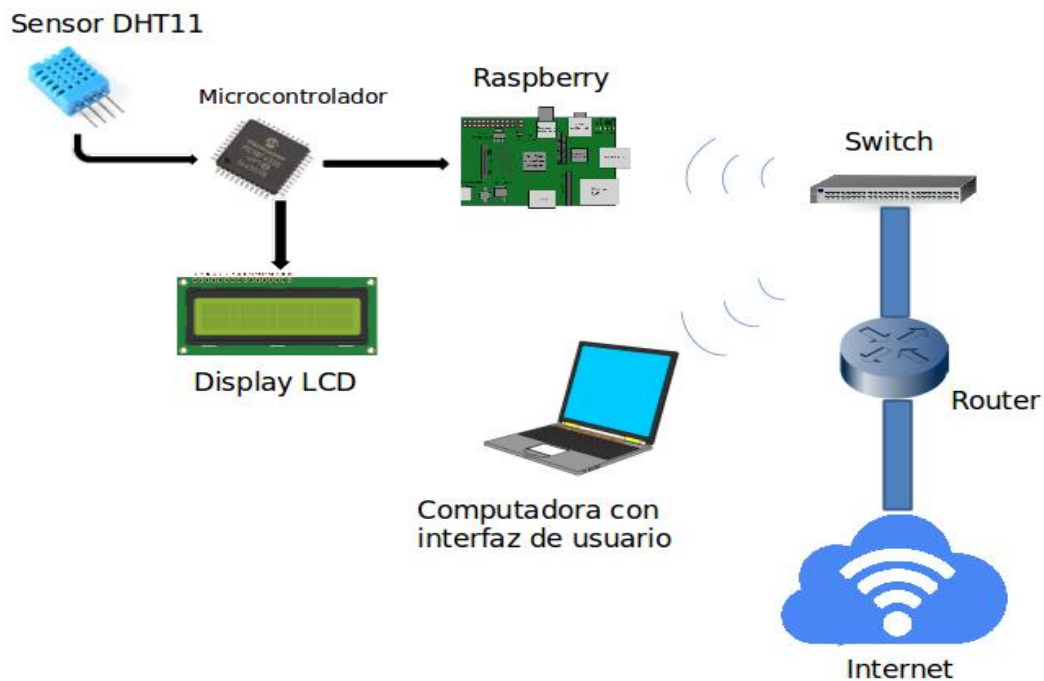 Sensor DHT11
Microcontrolador
Raspberry
Switch
Display LCD
Router
Computadora con
interfaz de usuario
Internet